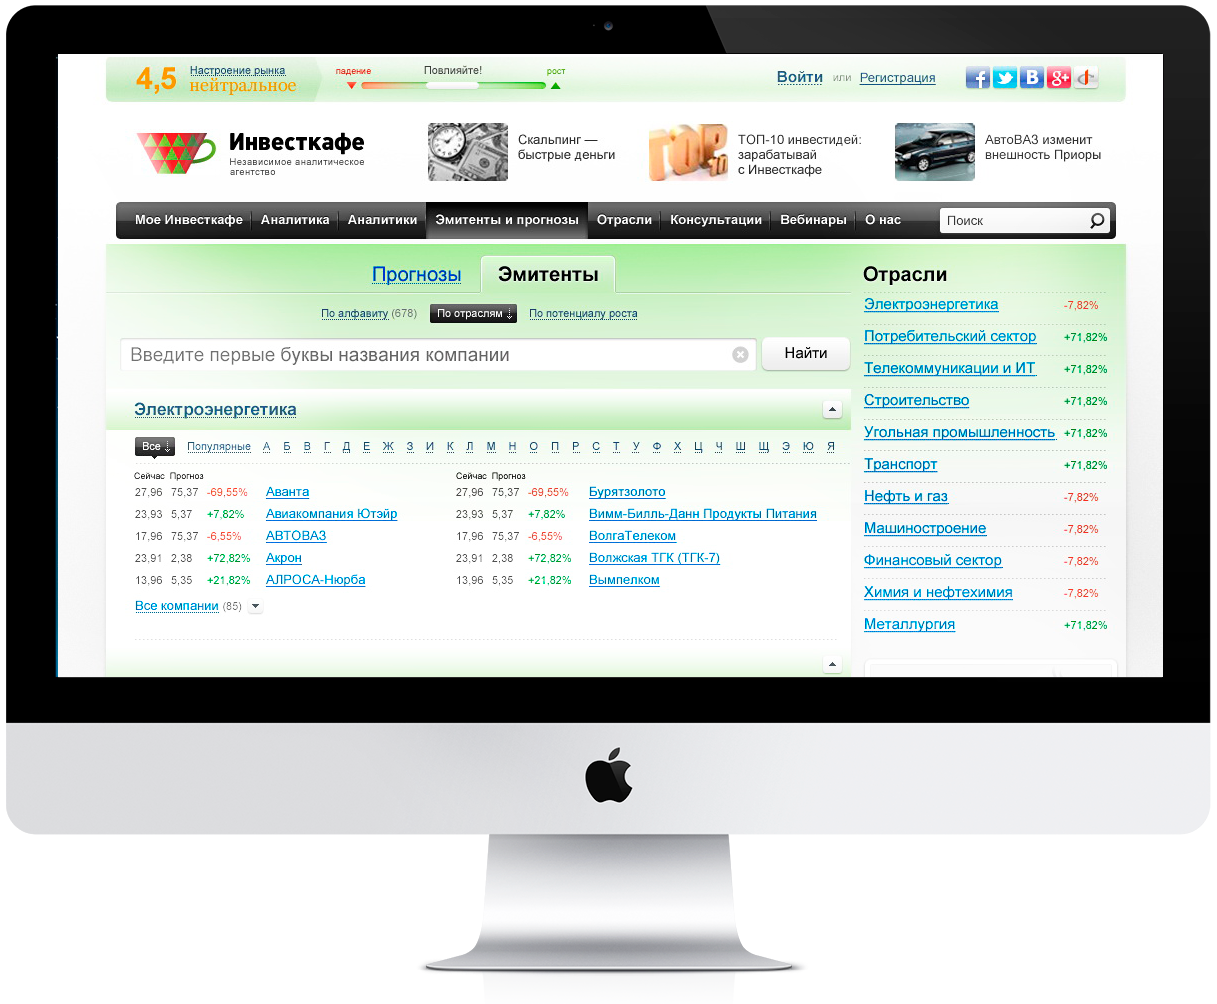 4,5 Настроение рынка нейтральное
падение Повлияйте! рост
Войти или Регистрация
Инвесткафе
Независимое аналитическое
агентство
Скальпинг —
быстрые деньги
ТОР 10
ТОП-10 инвестидей:
зарабатывай
с Инвесткафе
АвтоВАЗ изменит
внешность Приоры
Мое Инвесткафе Аналитика Аналитики Эмитенты и прогнозы Отрасли Консультации Вебинары О нас Поиск
Прогнозы Эмитенты
По алфавиту (678) По отраслям ↓ По потенциалу роста
Введите первые буквы названия компании Найти
Электроэнергетика
Все ↓ Популярные А Б В Г Д Е Ж З И К Л М Н О П Р С Т У Ф Х Ц Ч Ш Щ Э Ю Я
Сейчас Прогноз
27,96 75,37 -69,55% Аванта
23,93 5,37 +7,82% Авиакомпания Ютэйр
17,96 75,37 -6,55% АВТОВАЗ
23,91 2,38 +72,82% Акрон
13,96 5,35 +21,82% АЛРОСА-Нюрба
Сейчас Прогноз
27,96 75,37 -69,55% Бурятзолото
23,93 5,37 +7,82% Вимм-Билль-Данн Продукты Питания
17,96 75,37 -6,55% ВолгаТелеком
23,91 2,38 +72,82% Волжская ТГК (ТГК-7)
13,96 5,35 +21,82% Вымпелком
Все компании (85)
Отрасли
Электроэнергетика -7,82%
Потребительский сектор +71,82%
Телекоммуникации и ИТ +71,82%
Строительство +71,82%
Угольная промышленность +71,82%
Транспорт +71,82%
Нефть и газ -7,82%
Машиностроение -7,82%
Финансовый сектор -7,82%
Химия и нефтехимия -7,82%
Металлургия +71,82%